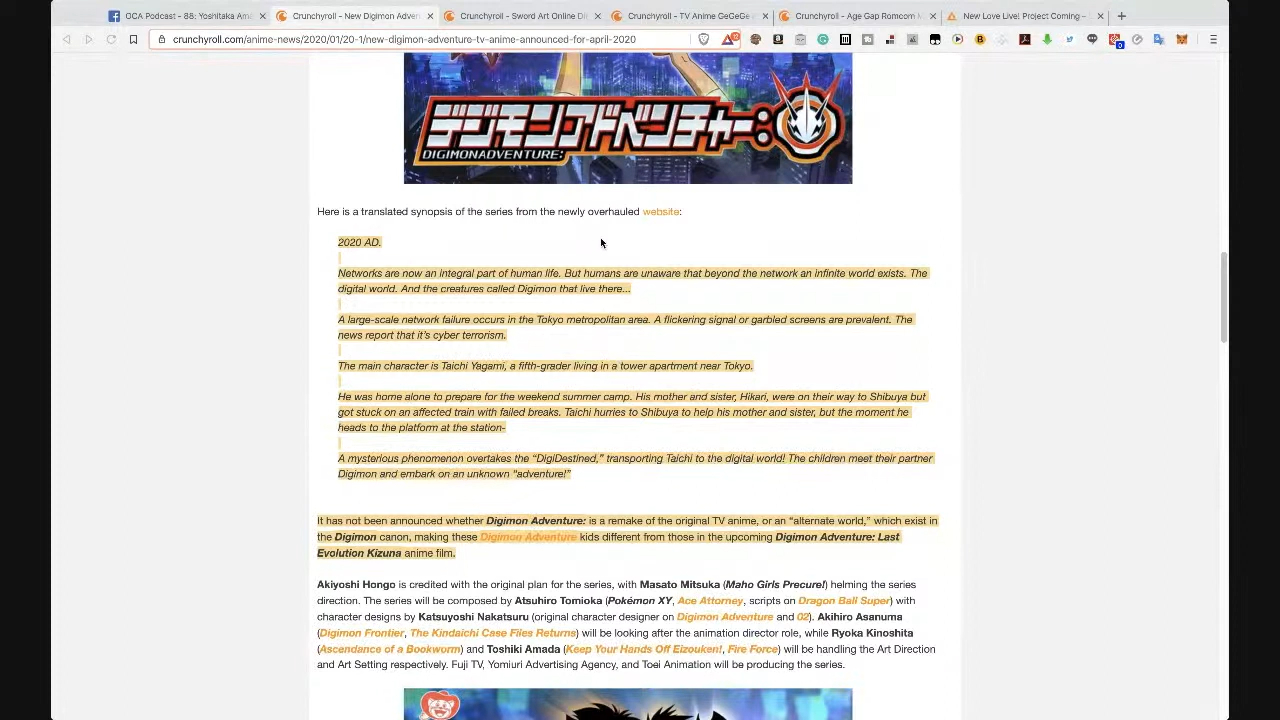 OCA Podcast - 88: Yoshitaka Ama
Crunchyroll - New Digimon Adven
Crunchyroll - Sword Art Online Di
Crunchyroll - TV Anime GeGeGe
Crunchyroll - Age Gap Romcom M
New Love Live! Project Coming -
crunchyroll.com/anime-news/2020/01/20-1/new-digimon-adventure-tv-anime-announced-for-april-2020
デジモンアドベンチャー:
DIGIMONADVENTURE:
Here is a translated synopsis of the series from the newly overhauled website:
2020 AD.
Networks are now an integral part of human life. But humans are unaware that beyond the network an infinite world exists. The
digital world. And the creatures called Digimon that live there...
A large-scale network failure occurs in the Tokyo metropolitan area. A flickering signal or garbled screens are prevalent. The
news report that it's cyber terrorism.
The main character is Taichi Yagami, a fifth-grader living in a tower apartment near Tokyo.
He was home alone to prepare for the weekend summer camp. His mother and sister, Hikari, were on their way to Shibuya but
got stuck on an affected train with failed breaks. Taichi hurries to Shibuya to help his mother and sister, but the moment he
heads to the platform at the station-
A mysterious phenomenon overtakes the “DigiDestined,” transporting Taichi to the digital world! The children meet their partner
Digimon and embark on an unknown “adventure!”
It has not been announced whether Digimon Adventure: is a remake of the original TV anime, or an “alternate world,” which exist in
the Digimon canon, making these Digimon Adventure kids different from those in the upcoming Digimon Adventure: Last
Evolution Kizuna anime film.
Akiyoshi Hongo is credited with the original plan for the series, with Masato Mitsuka (Maho Girls Precure!) helming the series
direction. The series will be composed by Atsuhiro Tomioka (Pokémon XY, Ace Attorney, scripts on Dragon Ball Super) with
character designs by Katsuyoshi Nakatsuru (original character designer on Digimon Adventure and 02). Akihiro Asanuma
(Digimon Frontier, The Kindaichi Case Files Returns) will be looking after the animation director role, while Ryoka Kinoshita
(Ascendance of a Bookworm) and Toshiki Amada (Keep Your Hands Off Eizouken!, Fire Force) will be handling the Art Direction
and Art Setting respectively. Fuji TV, Yomiuri Advertising Agency, and Toei Animation will be producing the series.